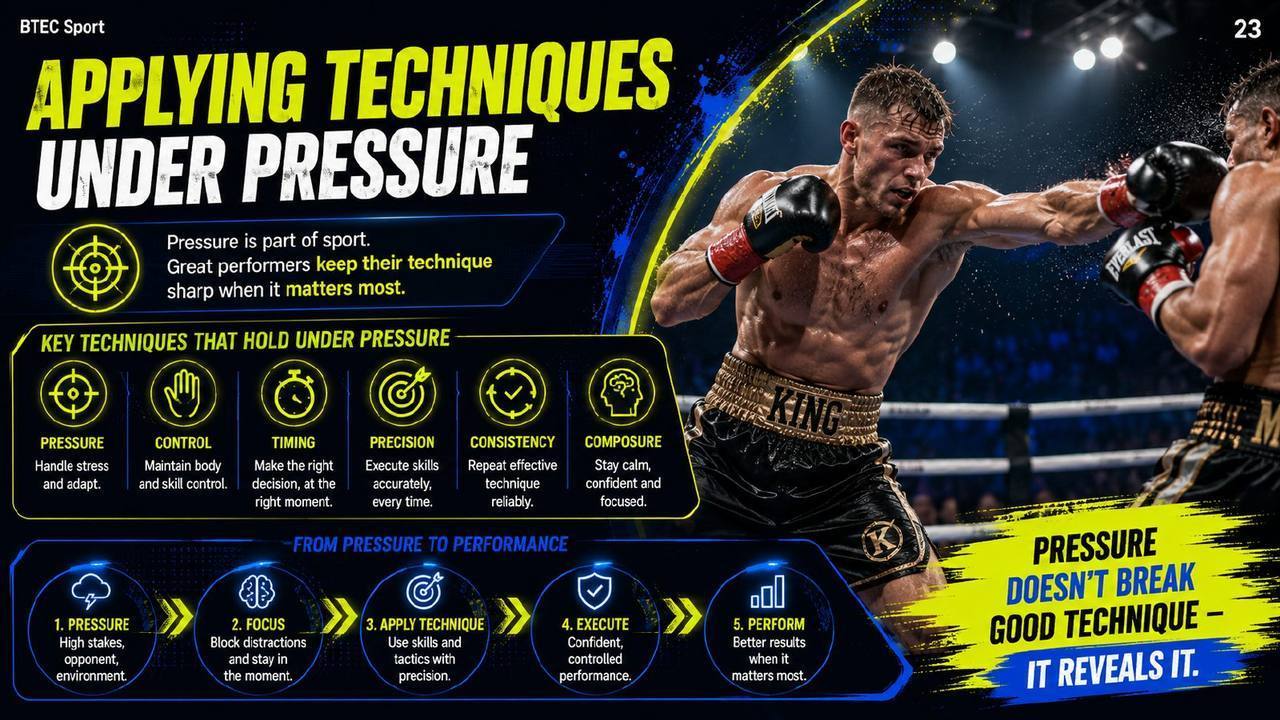 BTEC Sport
23
APPLYING TECHNIQUES
UNDER PRESSURE
Pressure is part of sport.
Great performers keep their technique
sharp when it matters most.
KEY TECHNIQUES THAT HOLD UNDER PRESSURE
PRESSURE
Handle stress
and adapt.
CONTROL
Maintain body
and skill control.
TIMING
Make the right
decision, at the
right moment.
PRECISION
Execute skills
accurately,
every time.
CONSISTENCY
Repeat effective
technique
reliably.
COMPOSURE
Stay calm,
confident and
focused.
FROM PRESSURE TO PERFORMANCE
1. PRESSURE
High stakes,
opponent,
environment.
2. FOCUS
Block distractions
and stay in
the moment.
3. APPLY TECHNIQUE
Use skills and
tactics with
precision.
4. EXECUTE
Confident,
controlled
performance.
5. PERFORM
Better results
when it
matters most.
EVERLAST
KING
K
M
PRESSURE
DOESN'T BREAK
GOOD TECHNIQUE –
IT REVEALS IT.